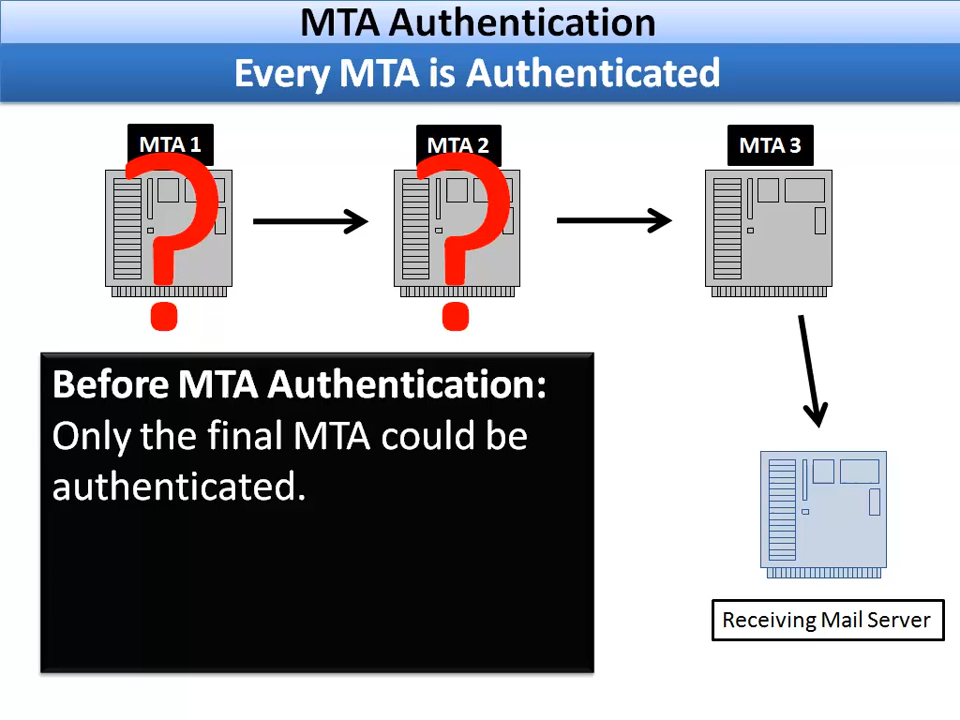 MTA Authentication
Every MTA is Authenticated
MTA 1
MTA 2
MTA 3
?
?
Before MTA Authentication:
Only the final MTA could be
authenticated.
Receiving Mail Server